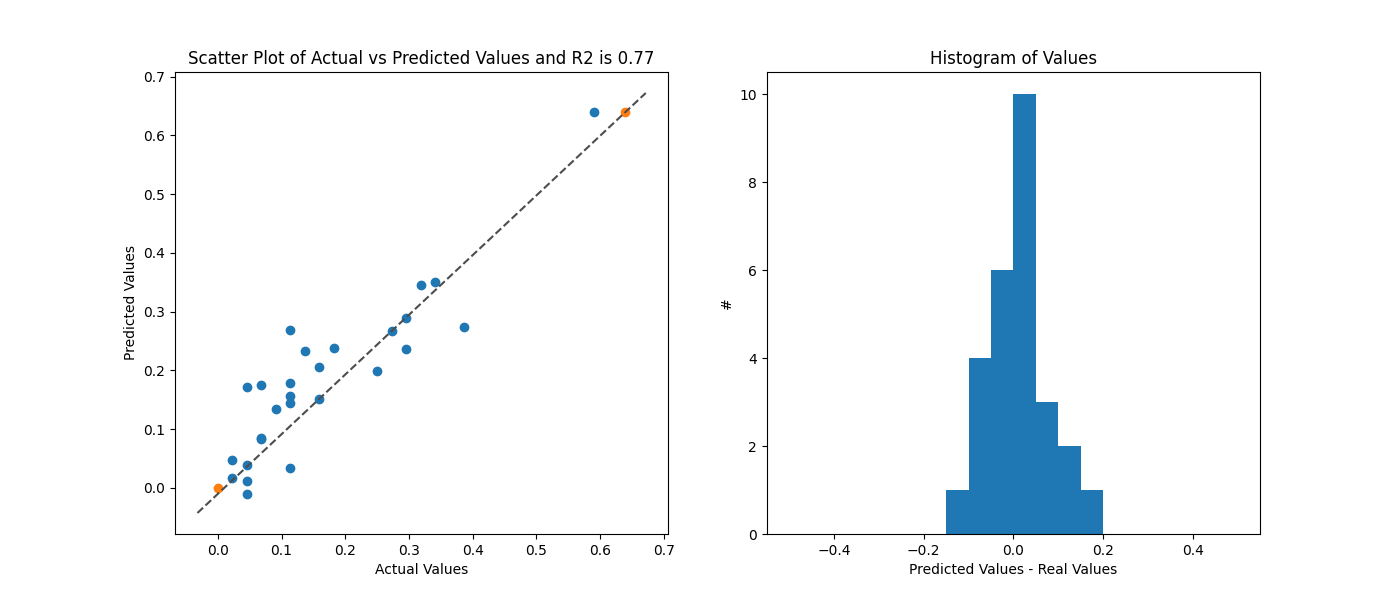 Scatter Plot of Actual vs Predicted Values and R2 is 0.77
Predicted Values
0.7
0.6
0.5
0.4
0.3
0.2
0.1
0.0
0.0 0.1 0.2 0.3 0.4 0.5 0.6 0.7
Actual Values
Histogram of Values
#
10
8
6
4
2
0
−0.4 −0.2 0.0 0.2 0.4
Predicted Values - Real Values